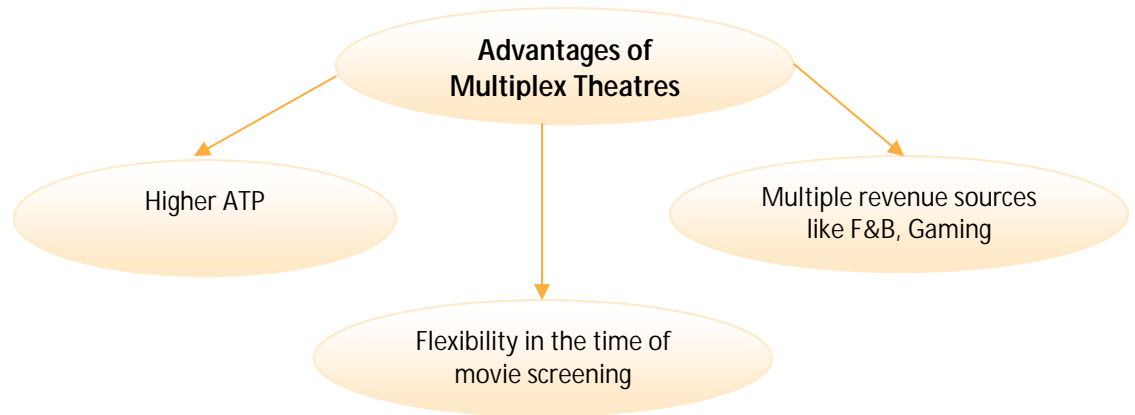 Advantages of
Multiplex Theatres
Higher ATP
Multiple revenue sources
like F&B, Gaming
Flexibility in the time of
movie screening